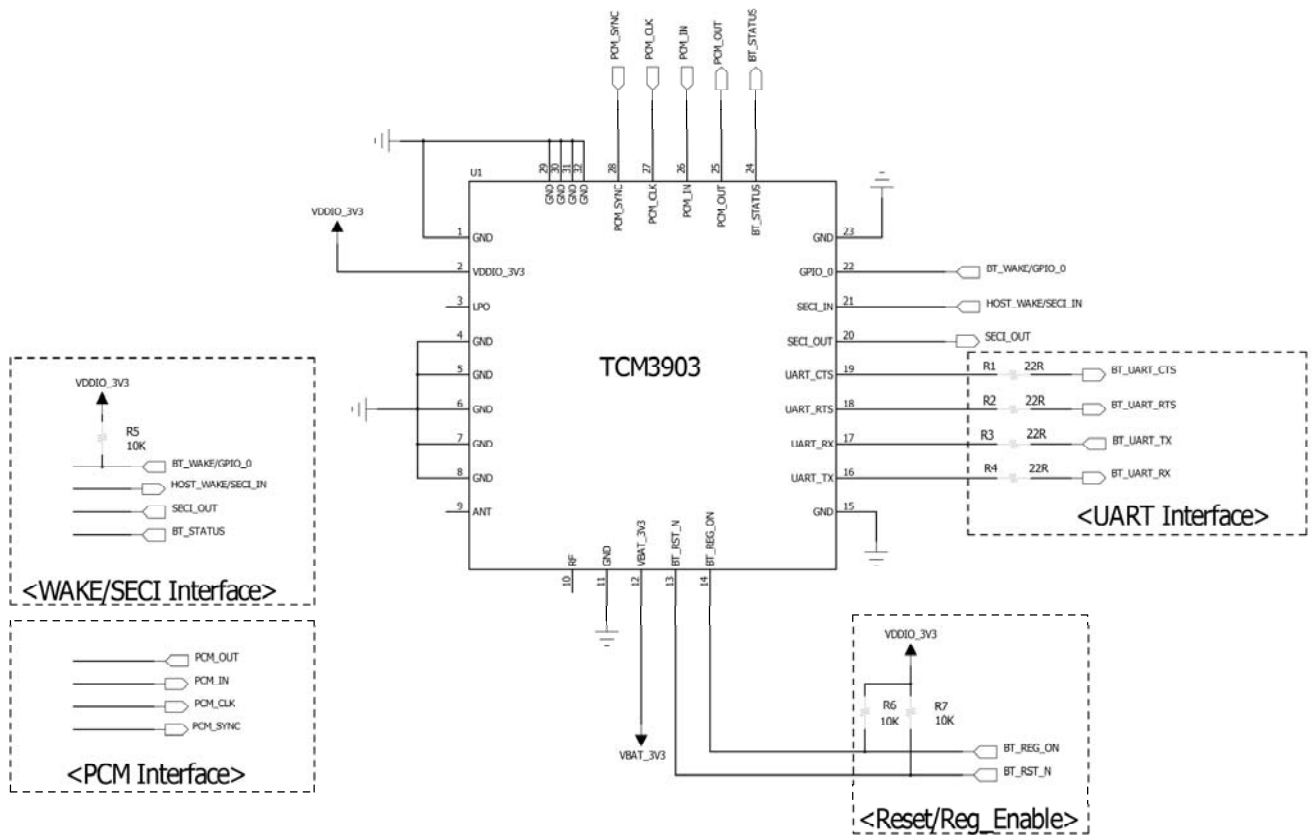 PCM_SYNC
PCM_CLK
PCM_IN
PCM_OUT
BT_STATUS
U1
29
30
31
32
28
27
26
25
24
GND
GND
GND
GND
PCM_SYNC
PCM_CLK
PCM_IN
PCM_OUT
BT_STATUS
VDDIO_3V3
1 GND
2 VDDIO_3V3
3 LPO
4 GND
5 GND
6 GND
7 GND
8 GND
9 ANT
TCM3903
GND 23
GPIO_0 22 BT_WAKE/GPIO_0
SECI_IN 21 HOST_WAKE/SECI_IN
SECI_OUT 20 SECI_OUT
UART_CTS 19 R1 22R BT_UART_CTS
UART_RTS 18 R2 22R BT_UART_RTS
UART_RX 17 R3 22R BT_UART_TX
UART_TX 16 R4 22R BT_UART_RX
GND 15
<UART Interface>
RF
GND
VBAT_3V3
BT_RST_N
BT_REG_ON
10
11
12
13
14
VBAT_3V3
VDDIO_3V3
R5
10K
BT_WAKE/GPIO_0
HOST_WAKE/SECI_IN
SECI_OUT
BT_STATUS
<WAKE/SECI Interface>
PCM_OUT
PCM_IN
PCM_CLK
PCM_SYNC
<PCM Interface>
VDDIO_3V3
R6 R7
10K 10K
BT_REG_ON
BT_RST_N
<Reset/Reg_Enable>